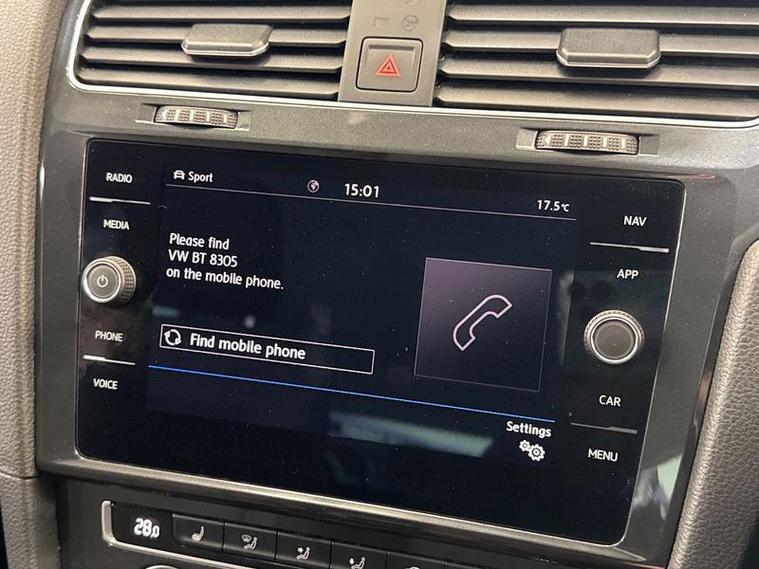 RADIO
MEDIA
PHONE
VOICE
Sport
15:01
17.5°C
Please find
VW BT 8305
on the mobile phone.
Find mobile phone
Settings
NAV
APP
CAR
MENU
28.0